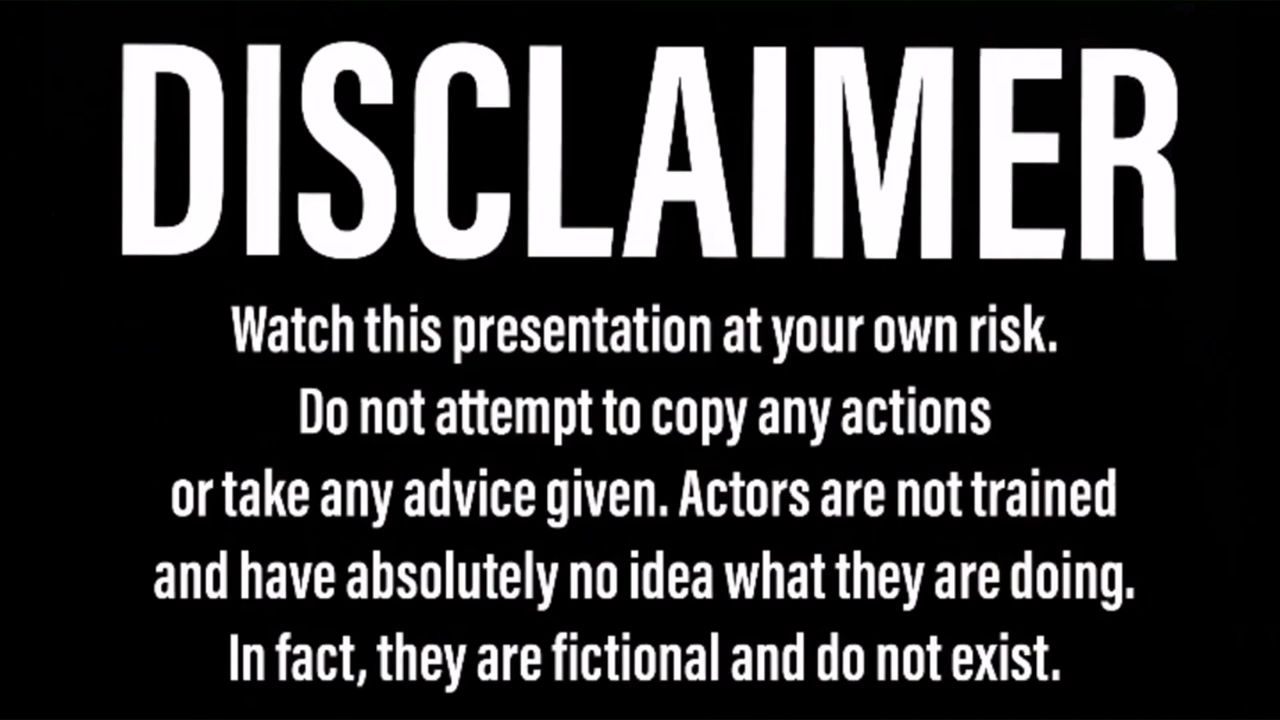 DISCLAIMER
Watch this presentation at your own risk.
Do not attempt to copy any actions
or take any advice given. Actors are not trained
and have absolutely no idea what they are doing.
In fact, they are fictional and do not exist.